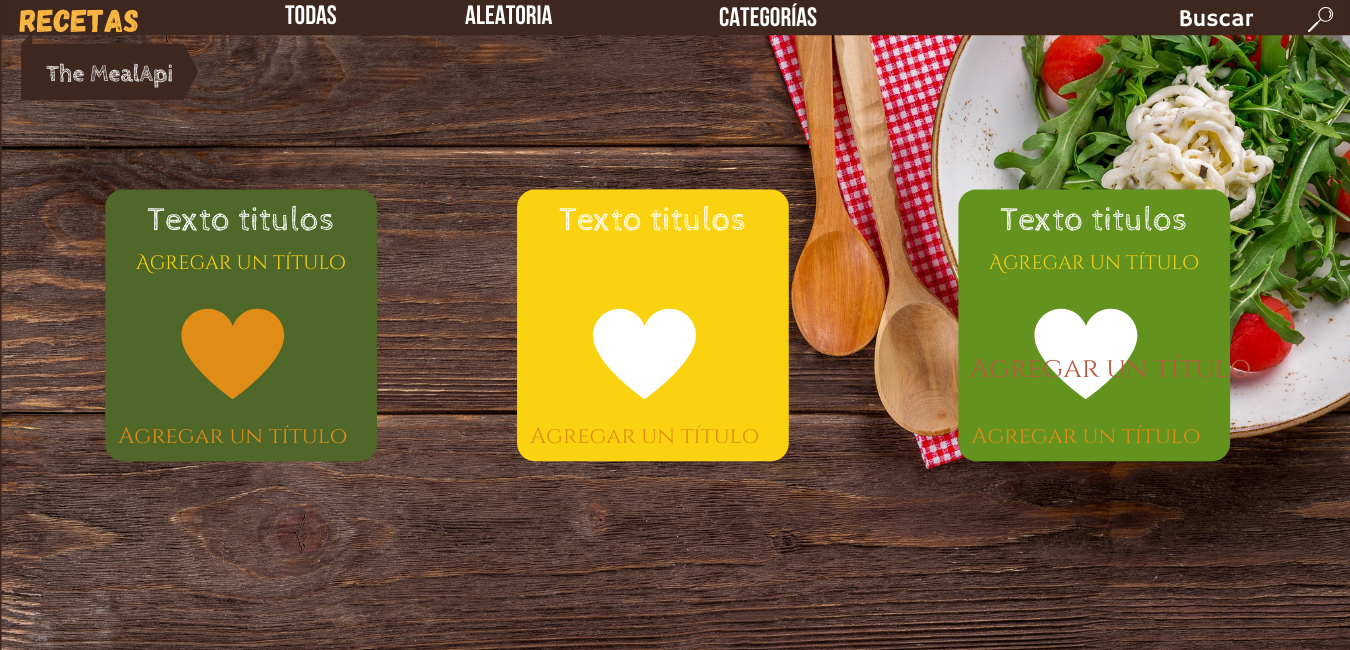 RECETAS
TODAS
ALEATORIA
CATEGORÍAS
Buscar
The MealApi
Texto titulos
Agregar un título
Agregar un título
Texto titulos
Agregar un título
Texto titulos
Agregar un título
Agregar un título
Agregar un título